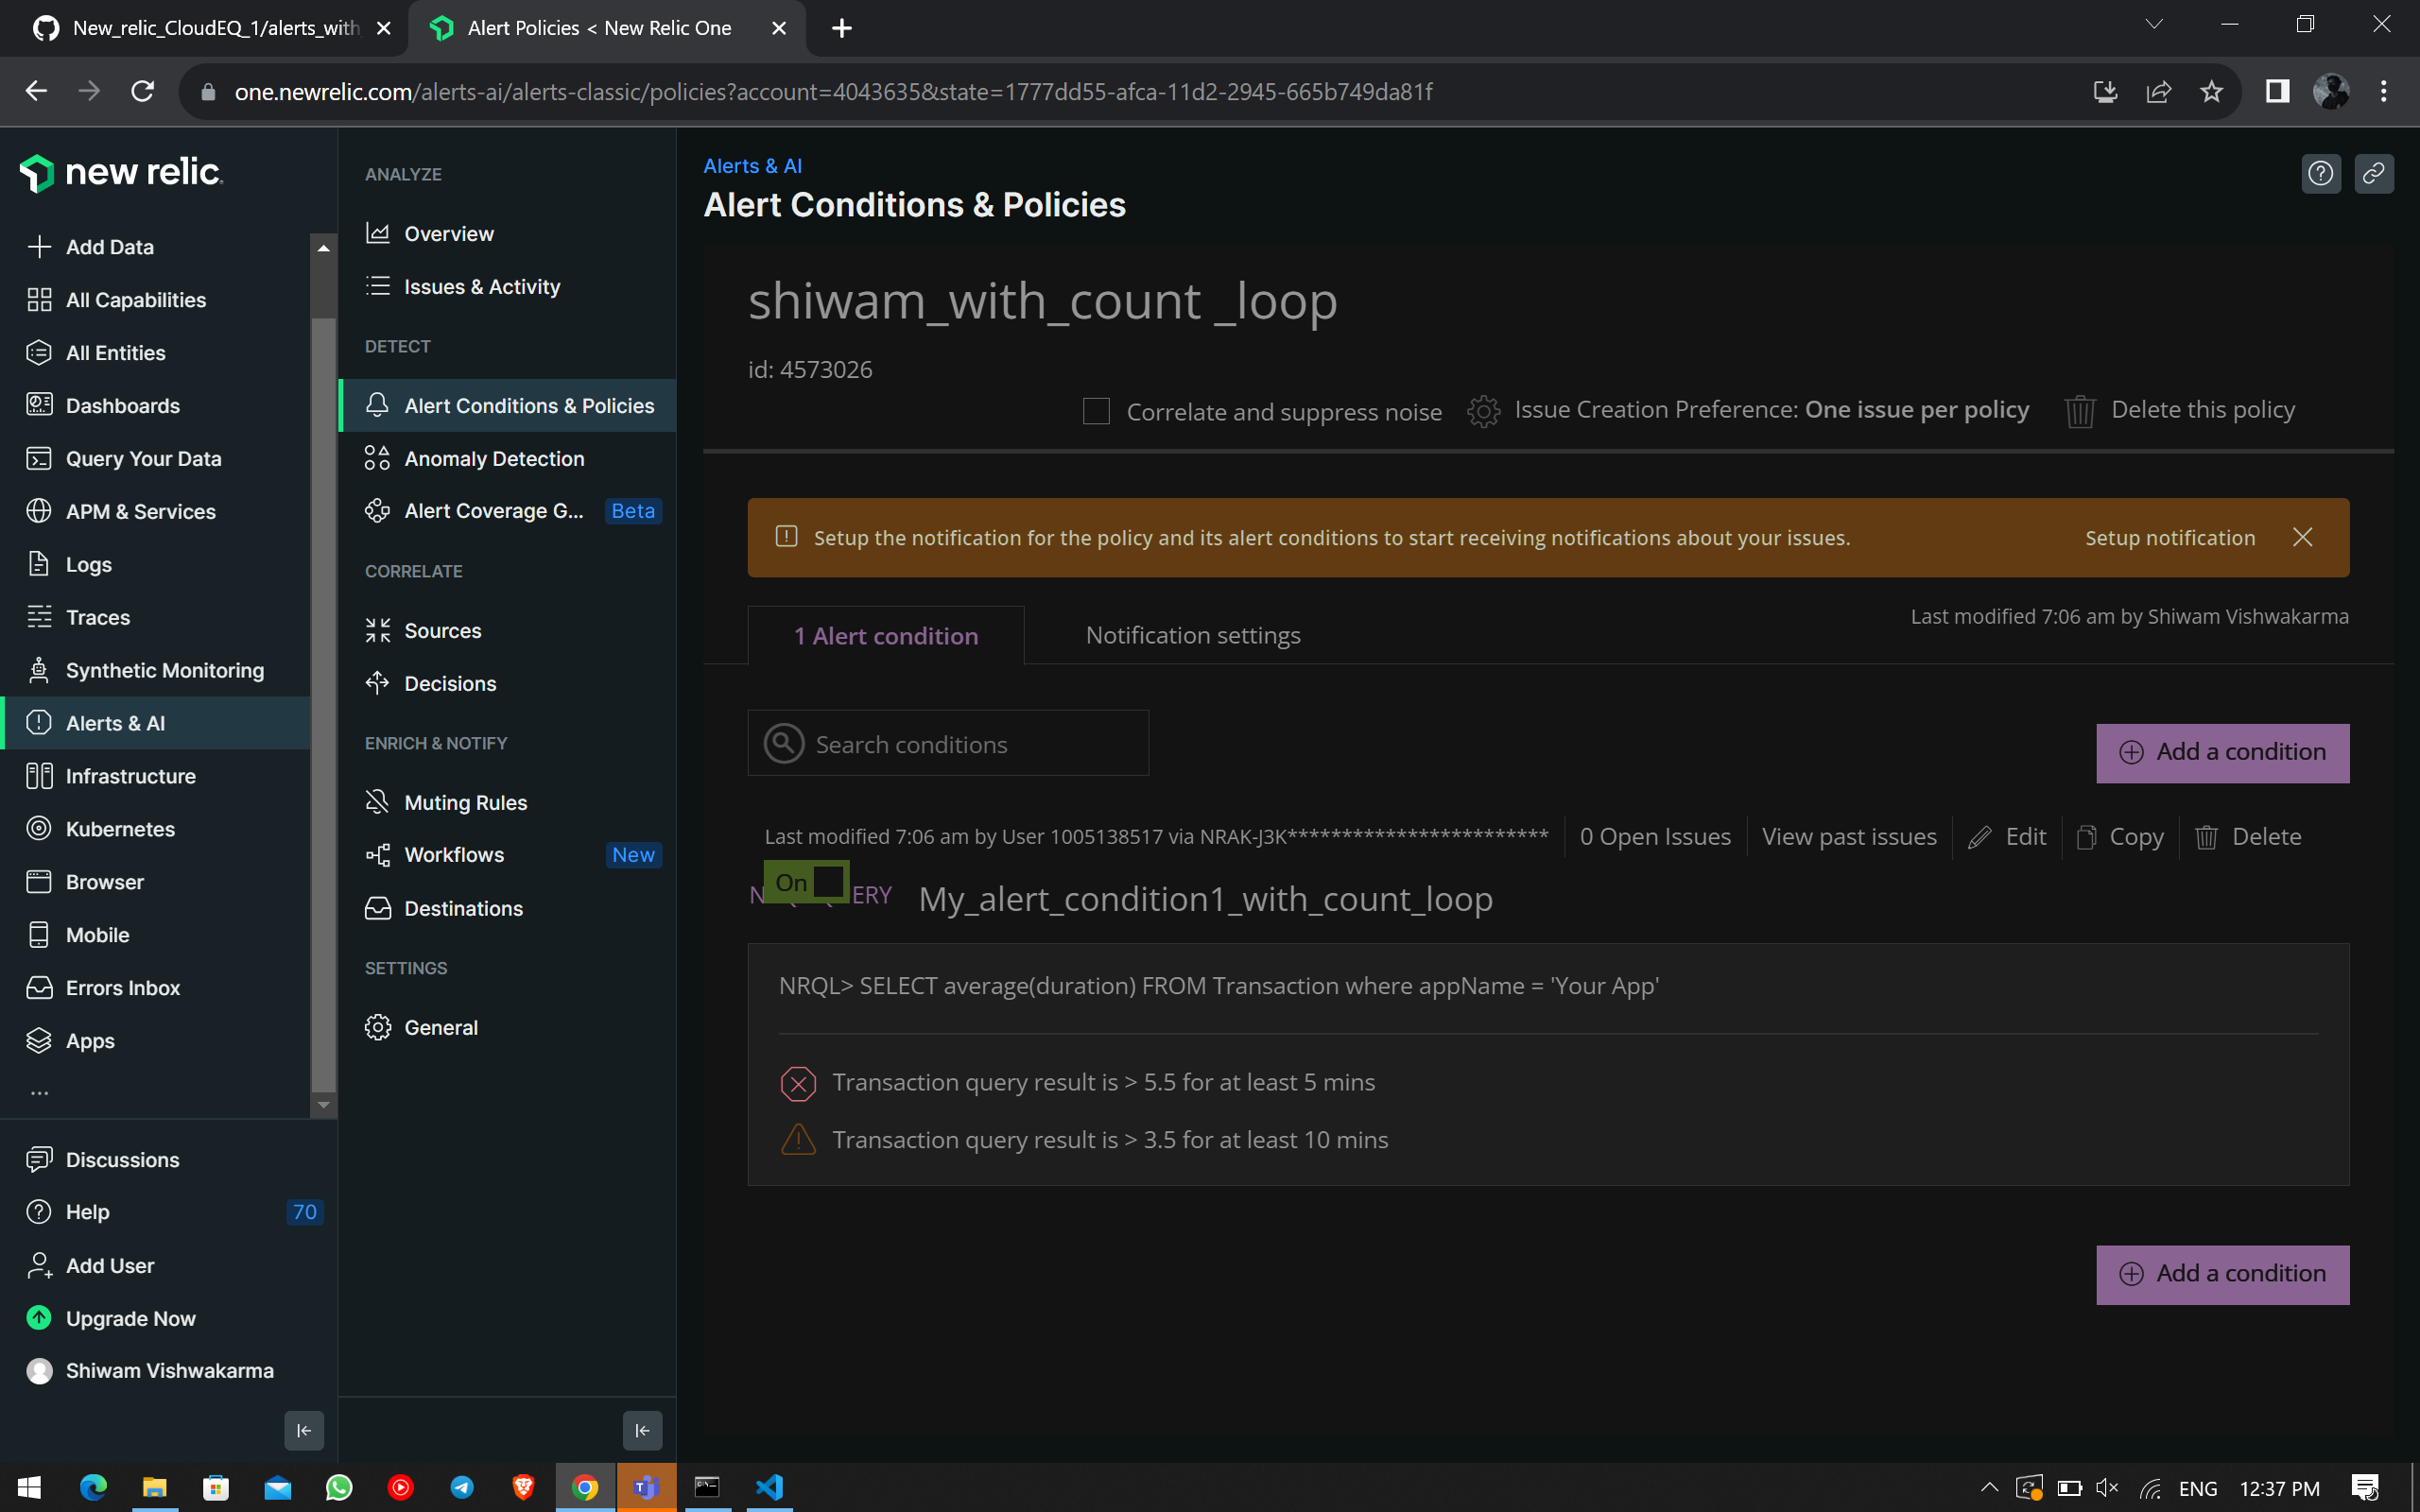 New_relic_CloudEQ_1/alerts_with
Alert Policies < New Relic One
one.newrelic.com/alerts-ai/alerts-classic/policies?account=4043635&state=1777dd55-afca-11d2-2945-665b749da81f
new relic.
Add Data
All Capabilities
All Entities
Dashboards
Query Your Data
APM & Services
Logs
Traces
Synthetic Monitoring
Alerts & AI
Infrastructure
Kubernetes
Browser
Mobile
Errors Inbox
Apps
...
Discussions
Help 70
Add User
Upgrade Now
Shiwam Vishwakarma
ANALYZE
Overview
Issues & Activity
DETECT
Alert Conditions & Policies
Anomaly Detection
Alert Coverage G... Beta
CORRELATE
Sources
Decisions
ENRICH & NOTIFY
Muting Rules
Workflows New
Destinations
SETTINGS
General
Alerts & AI
Alert Conditions & Policies
shiwam_with_count _loop
id: 4573026
Correlate and suppress noise Issue Creation Preference: One issue per policy Delete this policy
Setup the notification for the policy and its alert conditions to start receiving notifications about your issues. Setup notification
1 Alert condition Notification settings Last modified 7:06 am by Shiwam Vishwakarma
Search conditions
Add a condition
Last modified 7:06 am by User 1005138517 via NRAK-J3K************************ 0 Open Issues View past issues Edit Copy Delete
On
My_alert_condition1_with_count_loop
NRQL> SELECT average(duration) FROM Transaction where appName = 'Your App'
Transaction query result is > 5.5 for at least 5 mins
Transaction query result is > 3.5 for at least 10 mins
Add a condition
ENG 12:37 PM